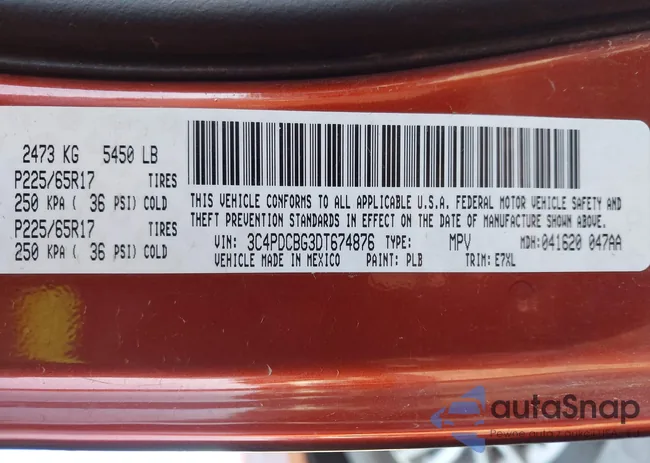 2473 KG 5450 LB
P225/65R17 TIRES
250 KPA ( 36 PSI) COLD
P225/65R17 TIRES
250 KPA ( 36 PSI) COLD
THIS VEHICLE CONFORMS TO ALL APPLICABLE U.S.A. FEDERAL MOTOR VEHICLE SAFETY AND
THEFT PREVENTION STANDARDS IN EFFECT ON THE DATE OF MANUFACTURE SHOWN ABOVE.
VIN: 3C4PDCBG3DT674876 TYPE: MPV MDH:041620 047AA
VEHICLE MADE IN MEXICO PAINT: PLB TRIM: E7XL
autaSnap